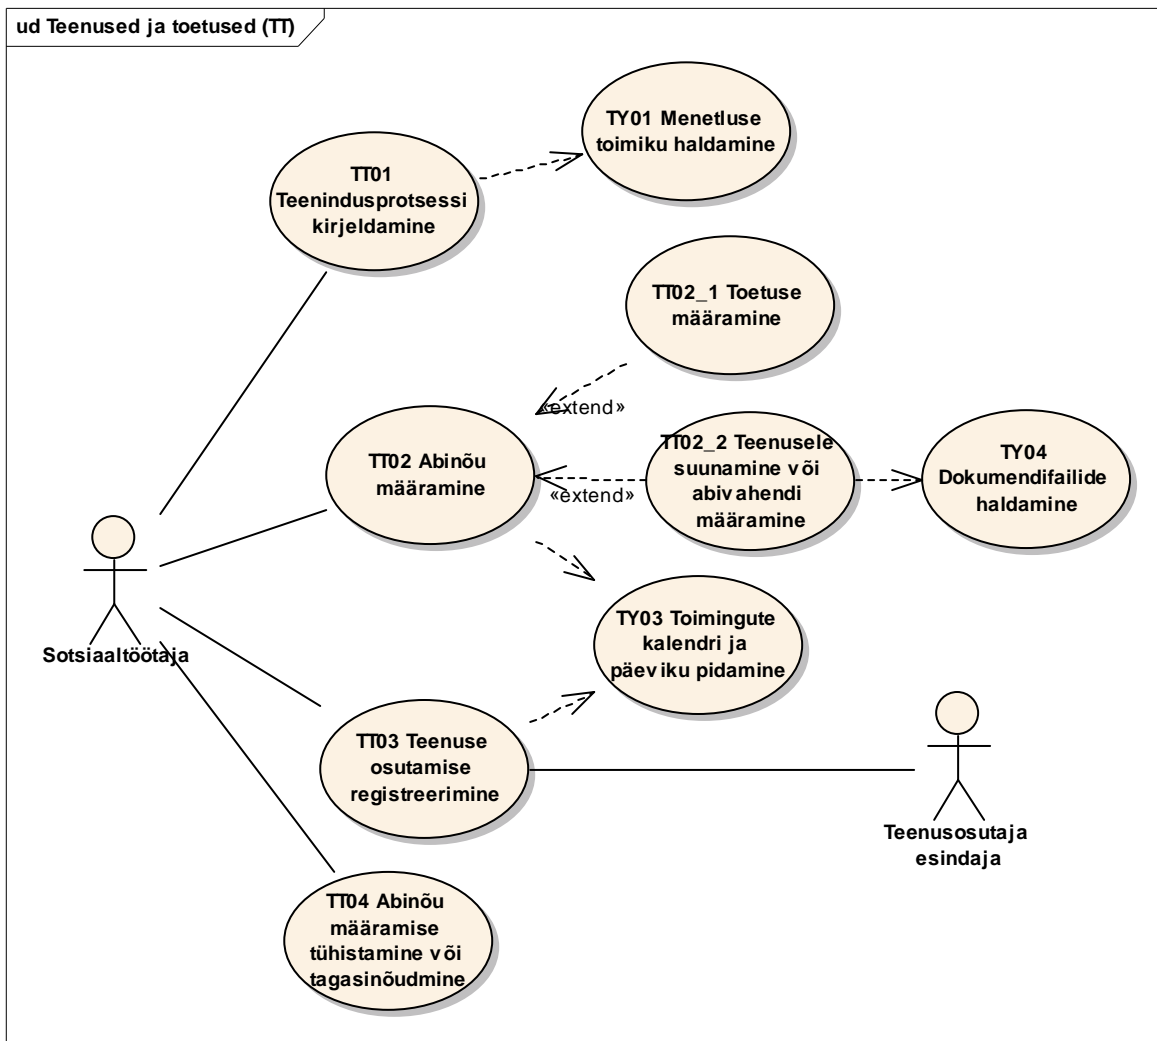 ud Teenused ja toetused (TT)
TY01 Menetluse
toimiku haldamine
TT01
Teenindusprotsessi
kirjeldamine
TT02_1 Toetuse
määramine
«extend»
TT02 Abinõu
määramine
TT02_2 Teenusele
suunamine või
abivahendi
määramine
«extend»
TY04
Dokumendifailide
haldamine
TY03 Toimingute
kalendri ja
päeviku pidamine
Sotsiaaltöötaja
TT03 Teenuse
osutamise
registreerimine
Teenusosutaja
esindaja
TT04 Abinõu
määramise
tühistamine või
tagasinõudmine